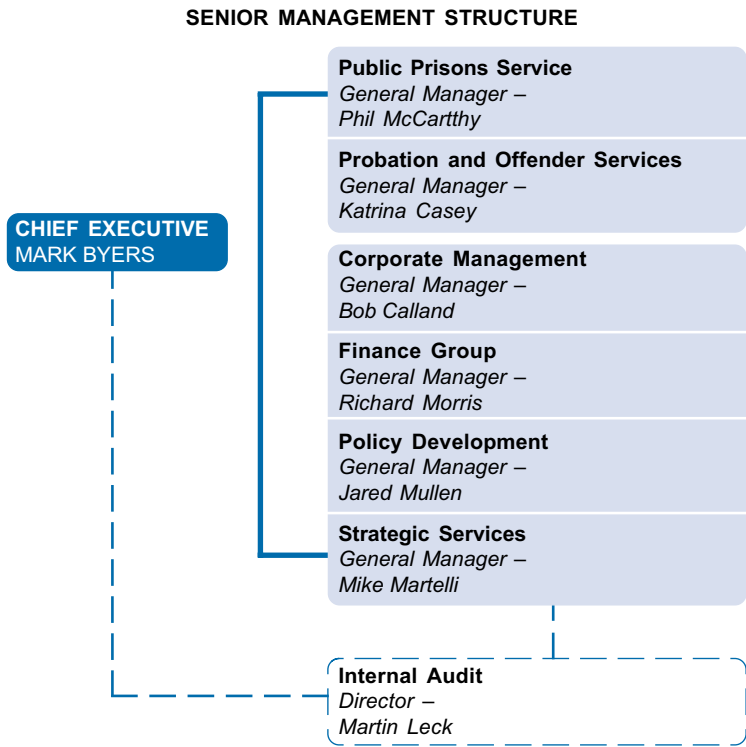 SENIOR MANAGEMENT STRUCTURE
CHIEF EXECUTIVE
MARK BYERS
Public Prisons Service
General Manager –
Phil McCartthy
Probation and Offender Services
General Manager –
Katrina Casey
Corporate Management
General Manager –
Bob Calland
Finance Group
General Manager –
Richard Morris
Policy Development
General Manager –
Jared Mullen
Strategic Services
General Manager –
Mike Martelli
Internal Audit
Director –
Martin Leck